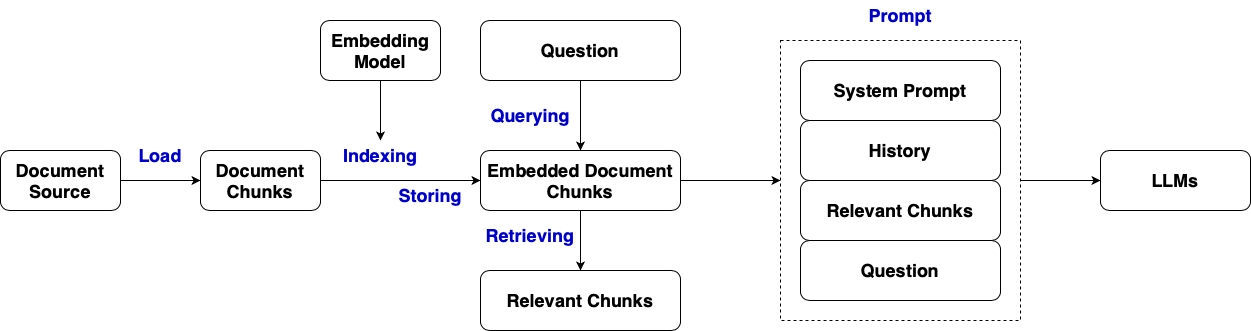 Prompt
Embedding
Model
Question
System Prompt
Querying
History
Load
Indexing
Document
Source
Document
Chunks
Storing
Embedded Document
Chunks
LLMs
Relevant Chunks
Retrieving
Question
Relevant Chunks